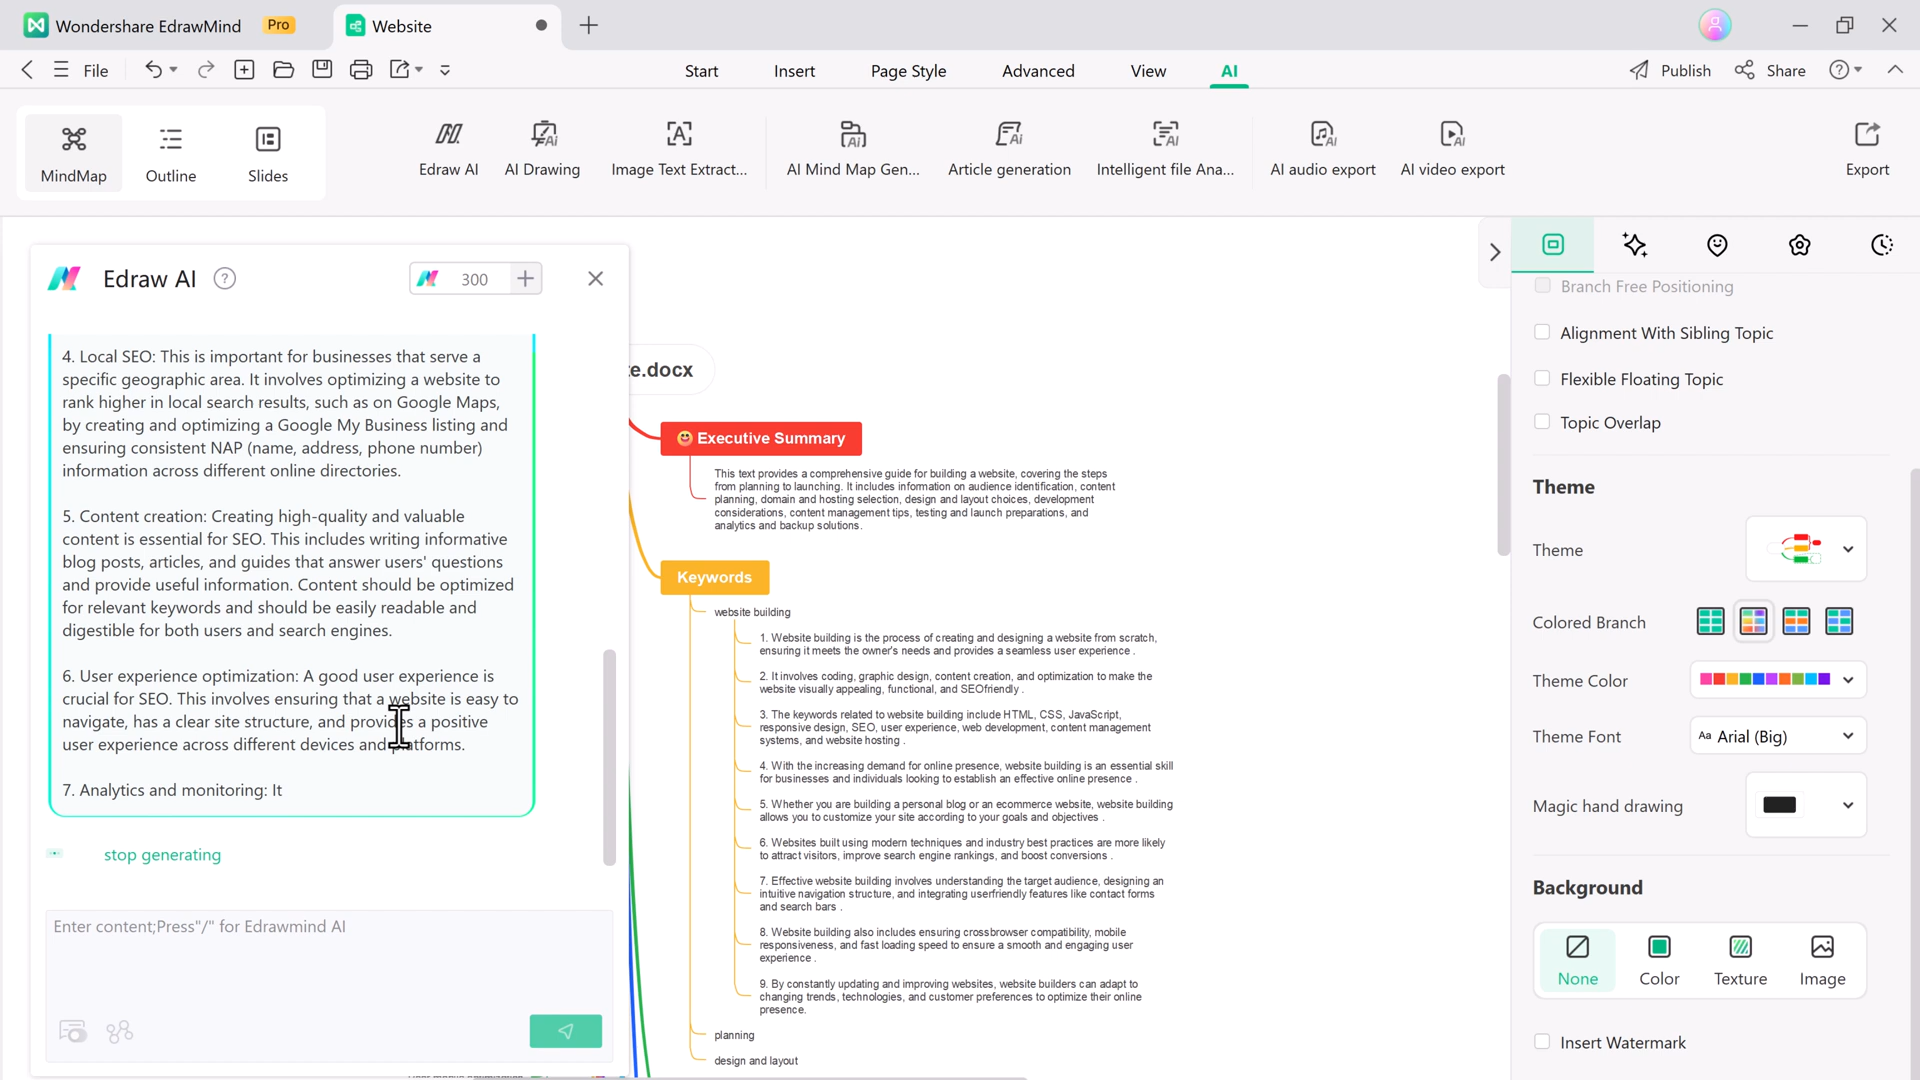 Wondershare EdrawMind
Pro
Website
File
Start
Insert
Page Style
Advanced
View
AI
Publish
Share
MindMap
Outline
Slides
Edraw AI
AI Drawing
Image Text Extract...
AI Mind Map Gen...
Article generation
Intelligent file Ana...
AI audio export
AI video export
Export
Edraw AI
300
4. Local SEO: This is important for businesses that serve a
specific geographic area. It involves optimizing a website to
rank higher in local search results, such as on Google Maps,
by creating and optimizing a Google My Business listing and
ensuring consistent NAP (name, address, phone number)
information across different online directories.
5. Content creation: Creating high-quality and valuable
content is essential for SEO. This includes writing informative
blog posts, articles, and guides that answer users' questions
and provide useful information. Content should be optimized
for relevant keywords and should be easily readable and
digestible for both users and search engines.
6. User experience optimization: A good user experience is
crucial for SEO. This involves ensuring that a website is easy to
navigate, has a clear site structure, and provides a positive
user experience across different devices and platforms.
7. Analytics and monitoring: It
stop generating
Enter content;Press"/" for Edrawmind AI
e.docx
Executive Summary
This text provides a comprehensive guide for building a website, covering the steps
from planning to launching. It includes information on audience identification, content
planning, domain and hosting selection, design and layout choices, development
considerations, content management tips, testing and launch preparations, and
analytics and backup solutions.
Keywords
website building
1. Website building is the process of creating and designing a website from scratch,
ensuring it meets the owner's needs and provides a seamless user experience .
2. It involves coding, graphic design, content creation, and optimization to make the
website visually appealing, functional, and SEOfriendly .
3. The keywords related to website building include HTML, CSS, JavaScript,
responsive design, SEO, user experience, web development, content management
systems, and website hosting .
4. With the increasing demand for online presence, website building is an essential skill
for businesses and individuals looking to establish an effective online presence .
5. Whether you are building a personal blog or an ecommerce website, website building
allows you to customize your site according to your goals and objectives .
6. Websites built using modern techniques and industry best practices are more likely
to attract visitors, improve search engine rankings, and boost conversions .
7. Effective website building involves understanding the target audience, designing an
intuitive navigation structure, and integrating userfriendly features like contact forms
and search bars .
8. Website building also includes ensuring crossbrowser compatibility, mobile
responsiveness, and fast loading speed to ensure a smooth and engaging user
experience .
9. By constantly updating and improving websites, website builders can adapt to
changing trends, technologies, and customer preferences to optimize their online
presence.
planning
design and layout
Branch Free Positioning
Alignment With Sibling Topic
Flexible Floating Topic
Topic Overlap
Theme
Theme
Colored Branch
Theme Color
Theme Font
Aa Arial (Big)
Magic hand drawing
Background
None
Color
Texture
Image
Insert Watermark